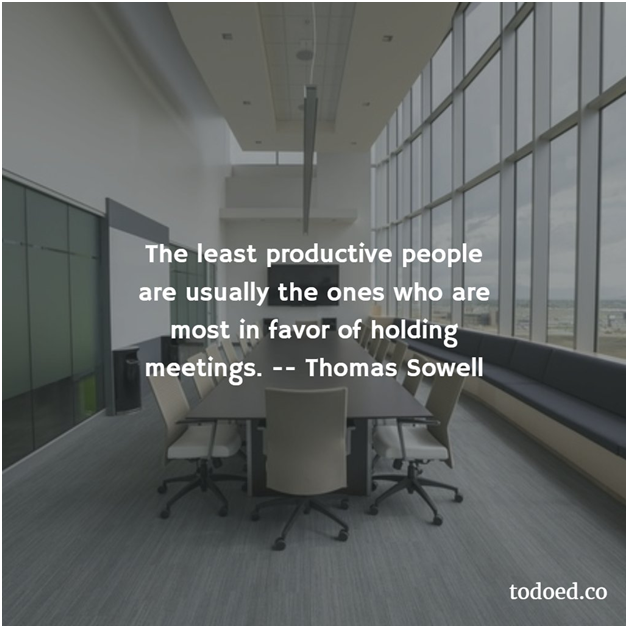 The least productive people
are usually the ones who are
most in favor of holding
meetings. -- Thomas Sowell
todoed.co